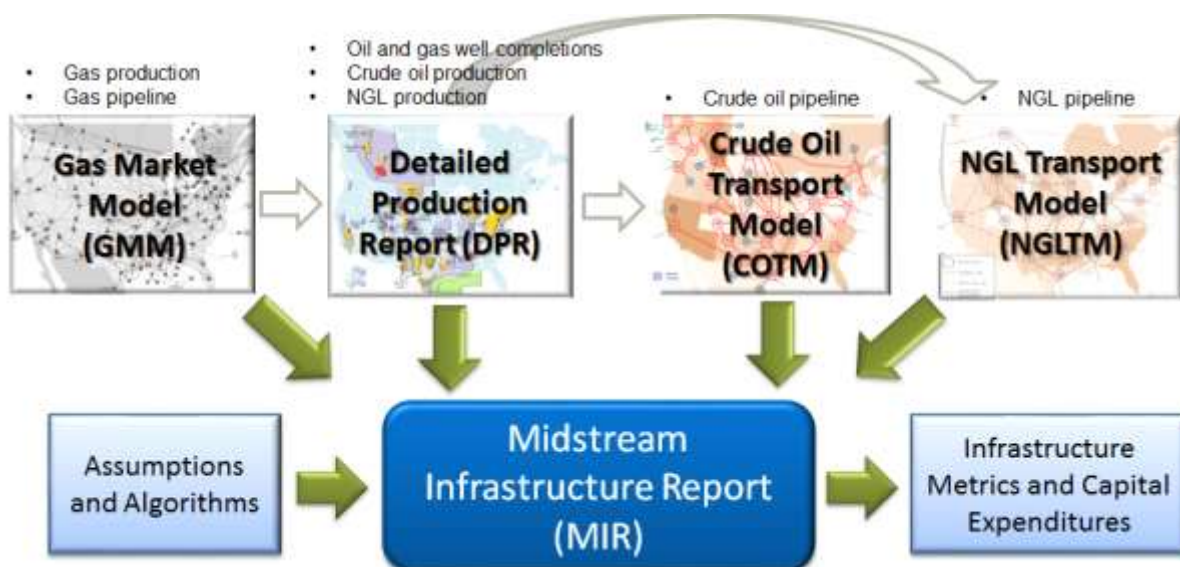 • Gas production
• Gas pipeline
• Oil and gas well completions
• Crude oil production
• NGL production
• Crude oil pipeline
• NGL pipeline
Gas Market
Model
(GMM)
Detailed
Production
Report (DPR)
Crude Oil
Transport
Model
(COTM)
NGL Transport
Model
(NGLTM)
Assumptions
and Algorithms
Midstream
Infrastructure Report
(MIR)
Infrastructure
Metrics and Capital
Expenditures